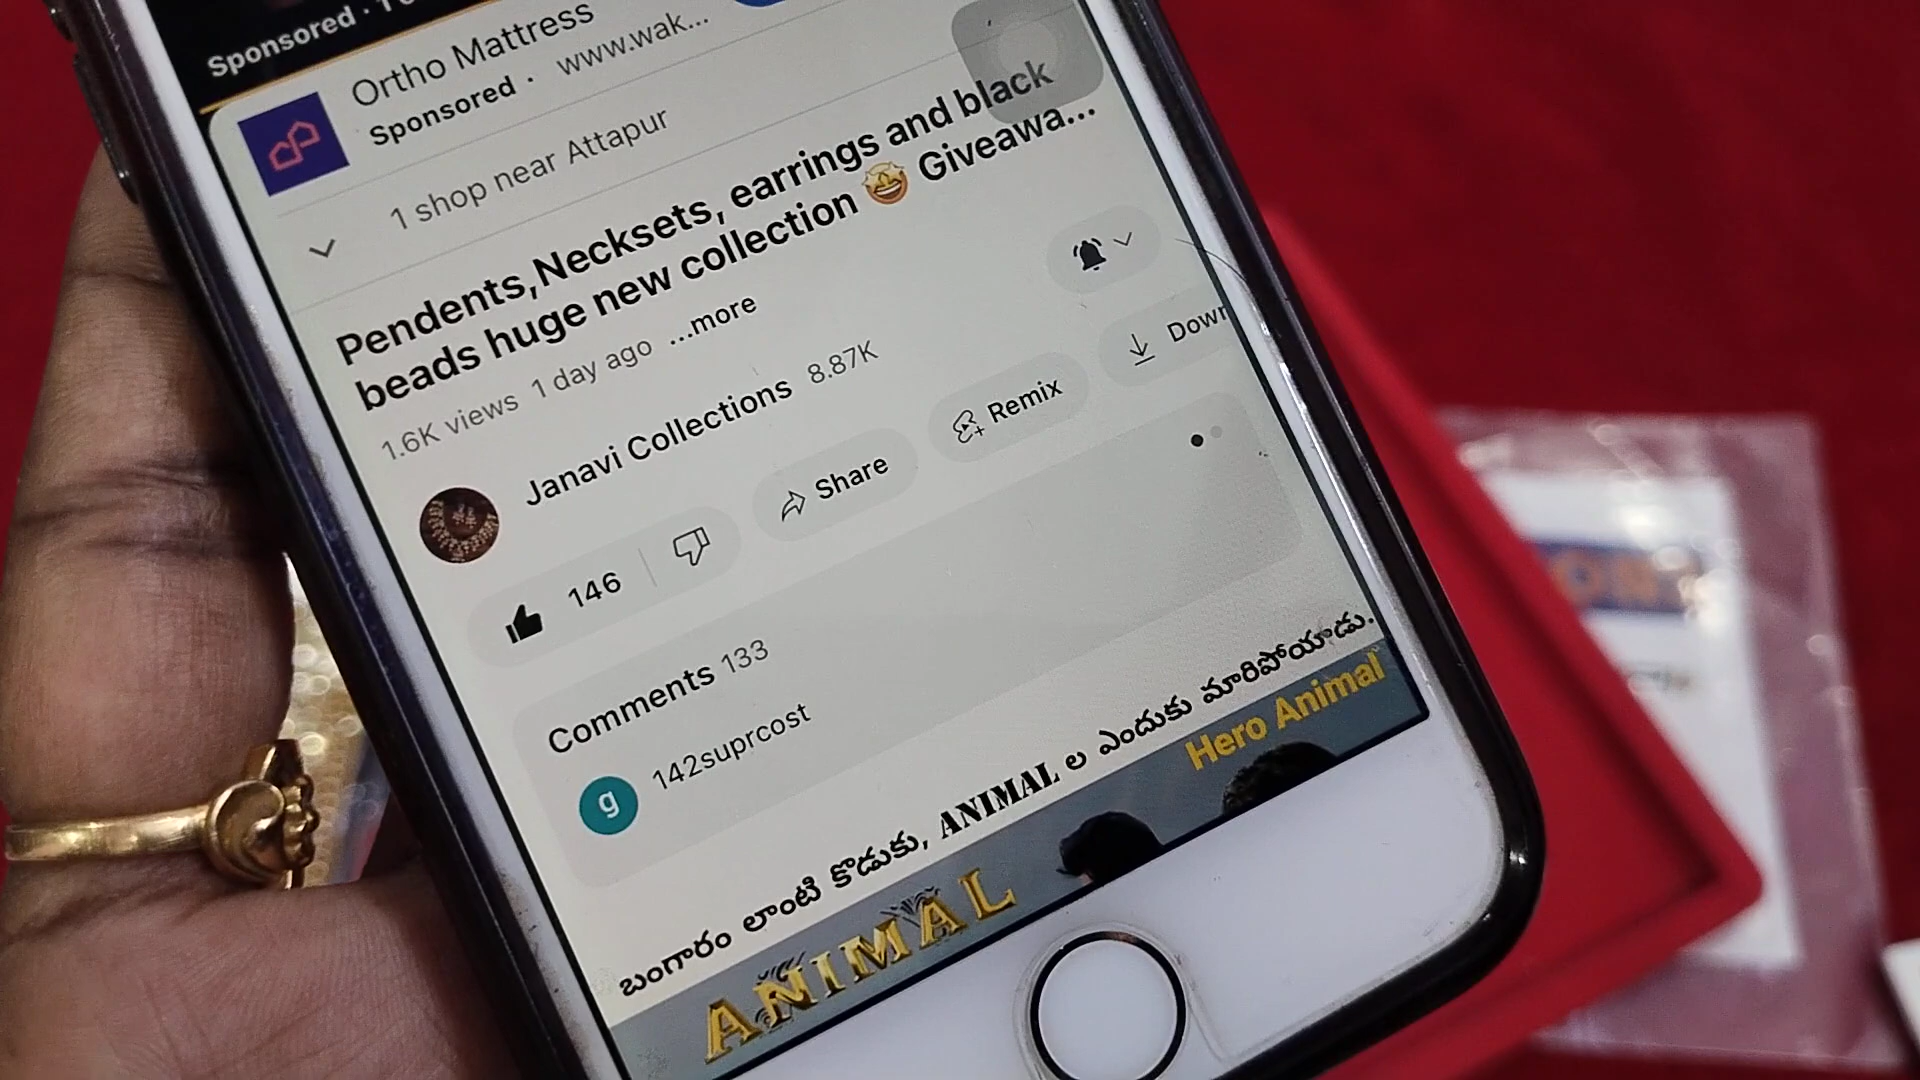 Sponsored · 1
Ortho Mattress
Sponsored · www.wak...
1 shop near Attapur
Pendents,Necksets, earrings and black
beads huge new collection 🤩 Giveawa...
1.6K views 1 day ago ...more
Janavi Collections 8.87K
146
Share
Remix
Down
Comments 133
g
142suprcost
బంగారం లాంటి కొడుకు, ANIMAL ల ఎందుకు మారిపోయాడు.
Hero Animal
ANIMAL